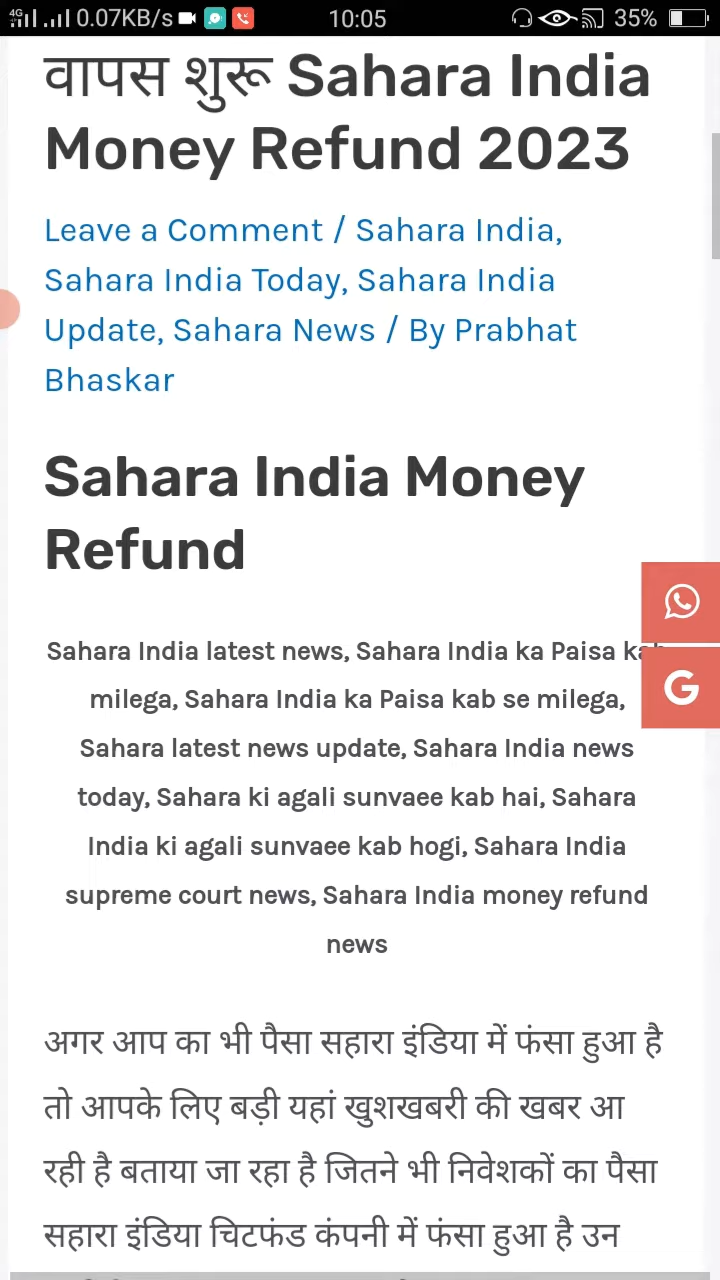 4G 0.07KB/s 10:05 35%
वापस शुरू Sahara India
Money Refund 2023
Leave a Comment / Sahara India,
Sahara India Today, Sahara India
Update, Sahara News / By Prabhat
Bhaskar
Sahara India Money
Refund
Sahara India latest news, Sahara India ka Paisa kab
milega, Sahara India ka Paisa kab se milega,
Sahara latest news update, Sahara India news
today, Sahara ki agali sunvaee kab hai, Sahara
India ki agali sunvaee kab hogi, Sahara India
supreme court news, Sahara India money refund
news
अगर आप का भी पैसा सहारा इंडिया में फंसा हुआ है
तो आपके लिए बड़ी यहां खुशखबरी की खबर आ
रही है बताया जा रहा है जितने भी निवेशकों का पैसा
सहारा इंडिया चिटफंड कंपनी में फंसा हुआ है उन